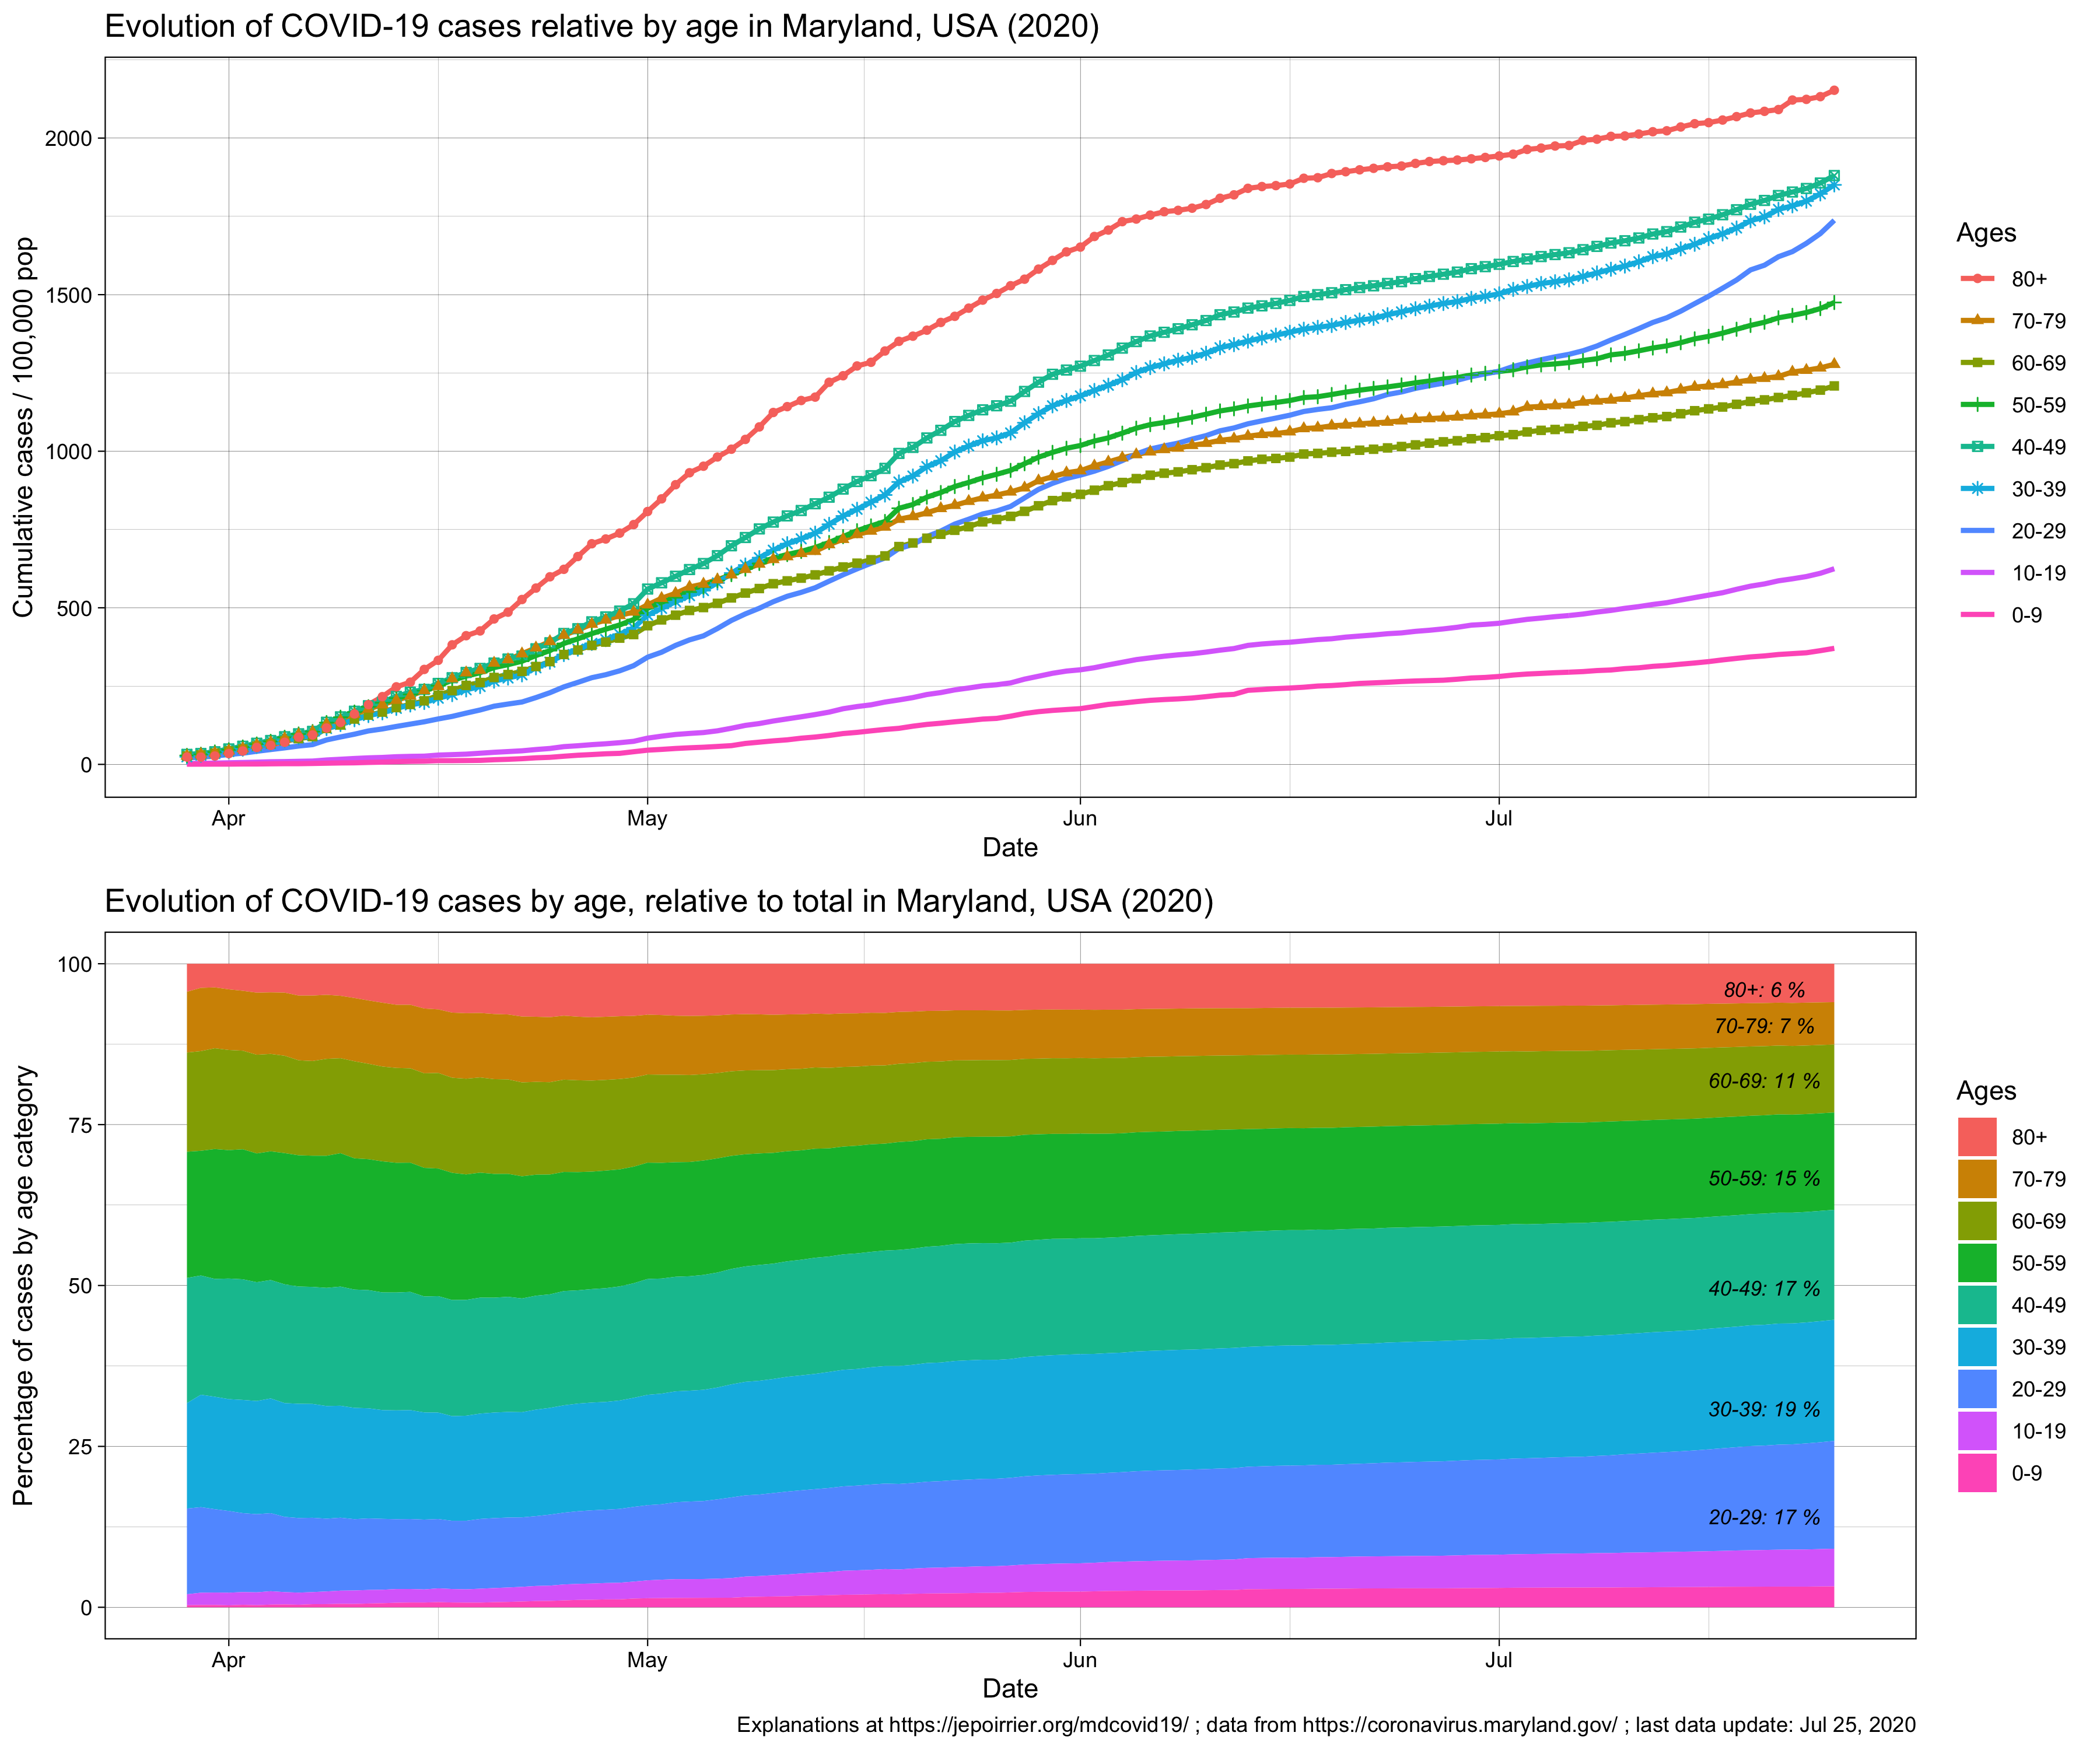 Evolution of COVID-19 cases relative by age in Maryland, USA (2020)
Cumulative cases / 100,000 pop
2000
1500
1000
500
0
Apr
May
Jun
Jul
Date
Ages
80+
70-79
60-69
50-59
40-49
30-39
20-29
10-19
0-9
Evolution of COVID-19 cases by age, relative to total in Maryland, USA (2020)
Percentage of cases by age category
100
75
50
25
0
80+: 6 %
70-79: 7 %
60-69: 11 %
50-59: 15 %
40-49: 17 %
30-39: 19 %
20-29: 17 %
Apr
May
Jun
Jul
Date
Ages
80+
70-79
60-69
50-59
40-49
30-39
20-29
10-19
0-9
Explanations at https://jepoirrier.org/mdcovid19/ ; data from https://coronavirus.maryland.gov/ ; last data update: Jul 25, 2020